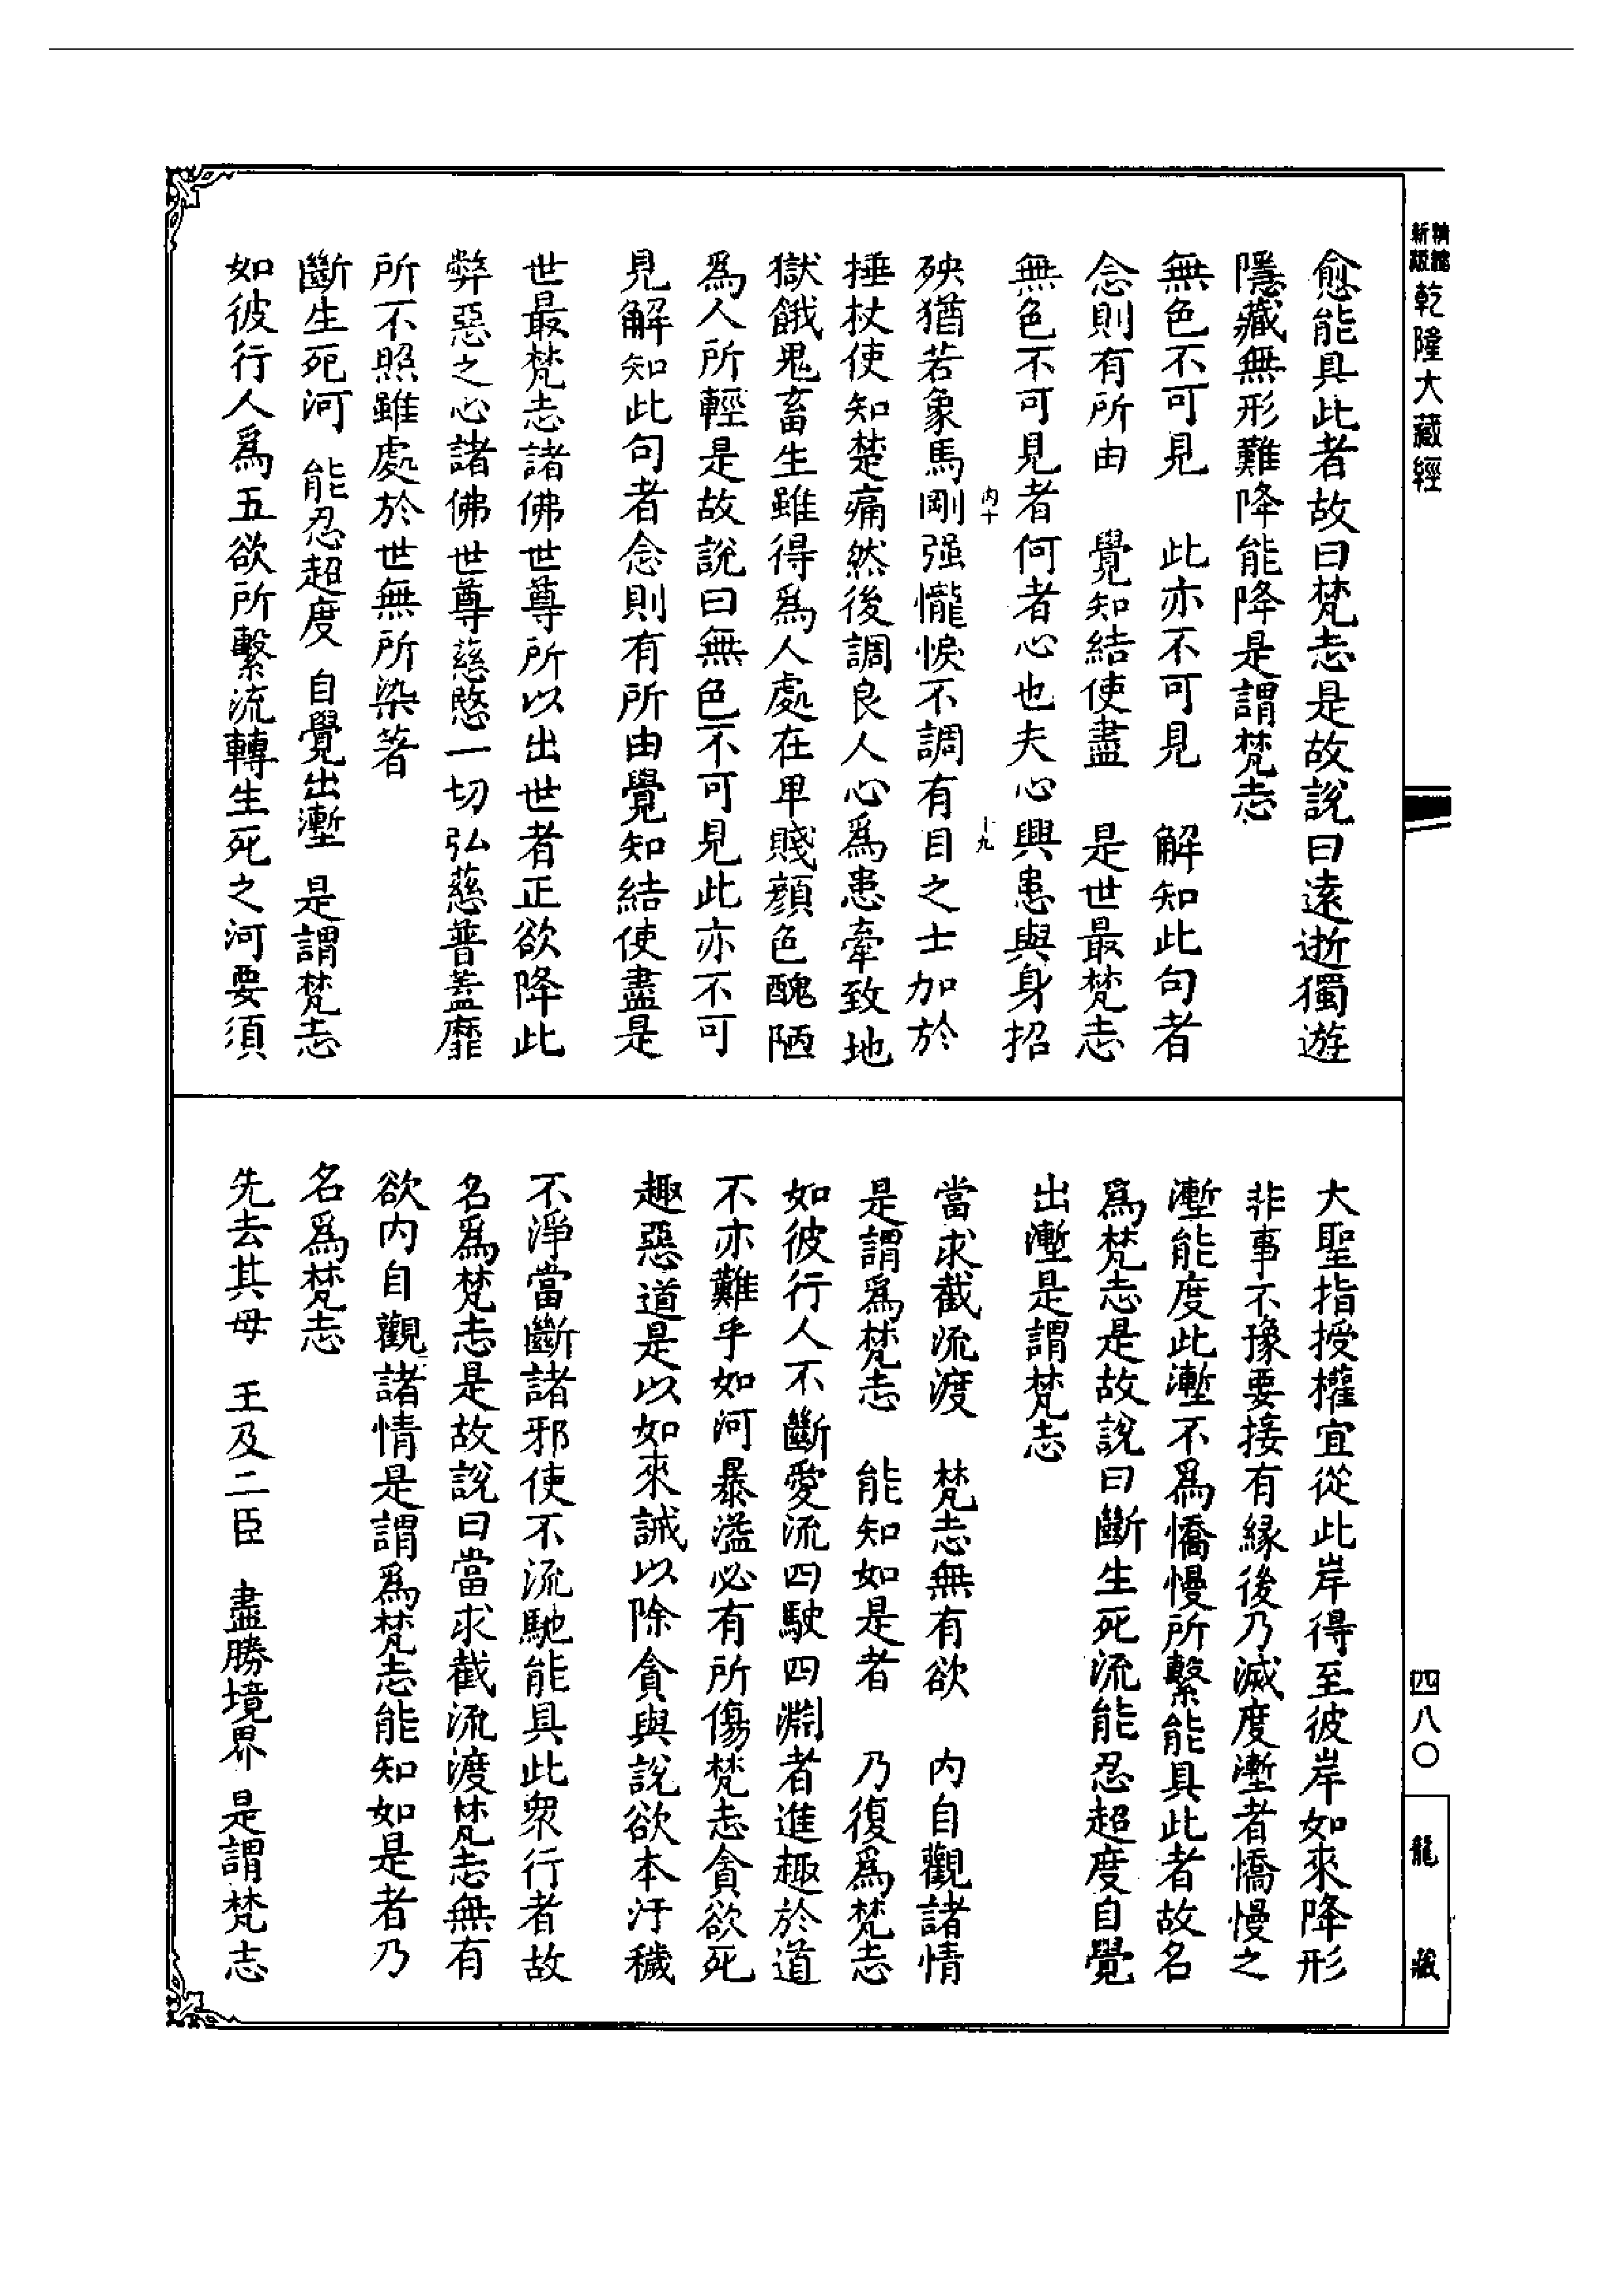 精縮新版乾隆大藏經
四八〇
龍藏
愈能具此者故曰梵志是故說曰遠逝獨遊
隱藏無形難降能降是謂梵志
無色不可見 此亦不可見 解知此句者
念則有所由 覺知結使盡 是世最梵志
無色不可見者何者心也夫心興患與身招
內十 十九
殃猶若象馬剛强㦬悷不調有目之士加於
捶杖使知楚痛然後調良人心爲患牽致地
獄餓鬼畜生雖得爲人處在卑賤顏色醜陋
爲人所輕是故說曰無色不可見此亦不可
見解知此句者念則有所由覺知結使盡是
世最梵志諸佛世尊所以出世者正欲降此
弊惡之心諸佛世尊慈愍一切弘慈普蓋靡
所不照雖處於世無所染著
斷生死河 能忍超度 自覺出塹 是謂梵志
如彼行人爲五欲所繫流轉生死之河要須
大聖指授權宜從此岸得至彼岸如來降形
非事不豫要接有緣後乃滅度塹者憍慢之
塹能度此塹不爲憍慢所繫能具此者故名
爲梵志是故說曰斷生死流能忍超度自覺
出塹是謂梵志
當求截流渡 梵志無有欲 內自觀諸情
是謂爲梵志 能知如是者 乃復爲梵志
如彼行人不斷愛流四駛四淵者進趣於道
不亦難乎如河暴溢必有所傷梵志貪欲死
趣惡道是以如來誡以除貪與說欲本汙穢
不淨當斷諸邪使不流馳能具此衆行者故
名爲梵志是故說曰當求截流渡梵志無有
欲內自觀諸情是謂爲梵志能知如是者乃
名爲梵志
先去其母 王及二臣 盡勝境界 是謂梵志